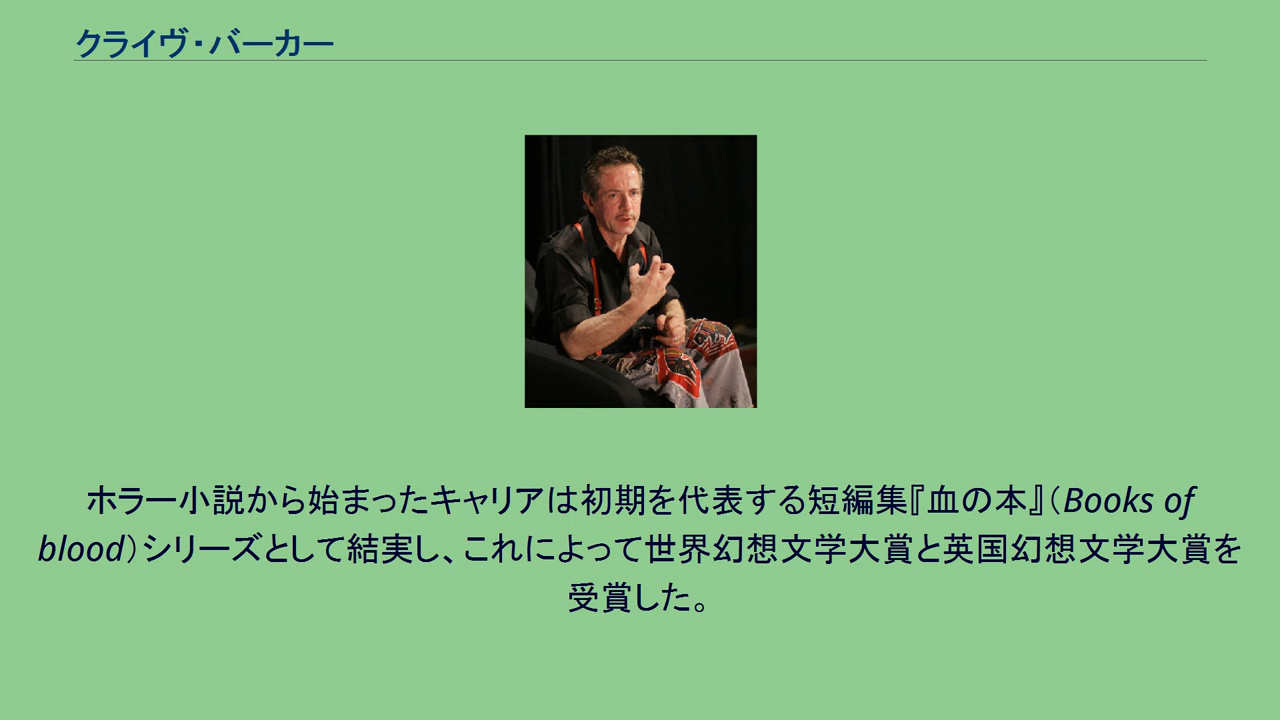 クライヴ・バーカー
ホラー小説から始まったキャリアは初期を代表する短編集『血の本』（Books of
blood）シリーズとして結実し、これによって世界幻想文学大賞と英国幻想文学大賞を
受賞した。